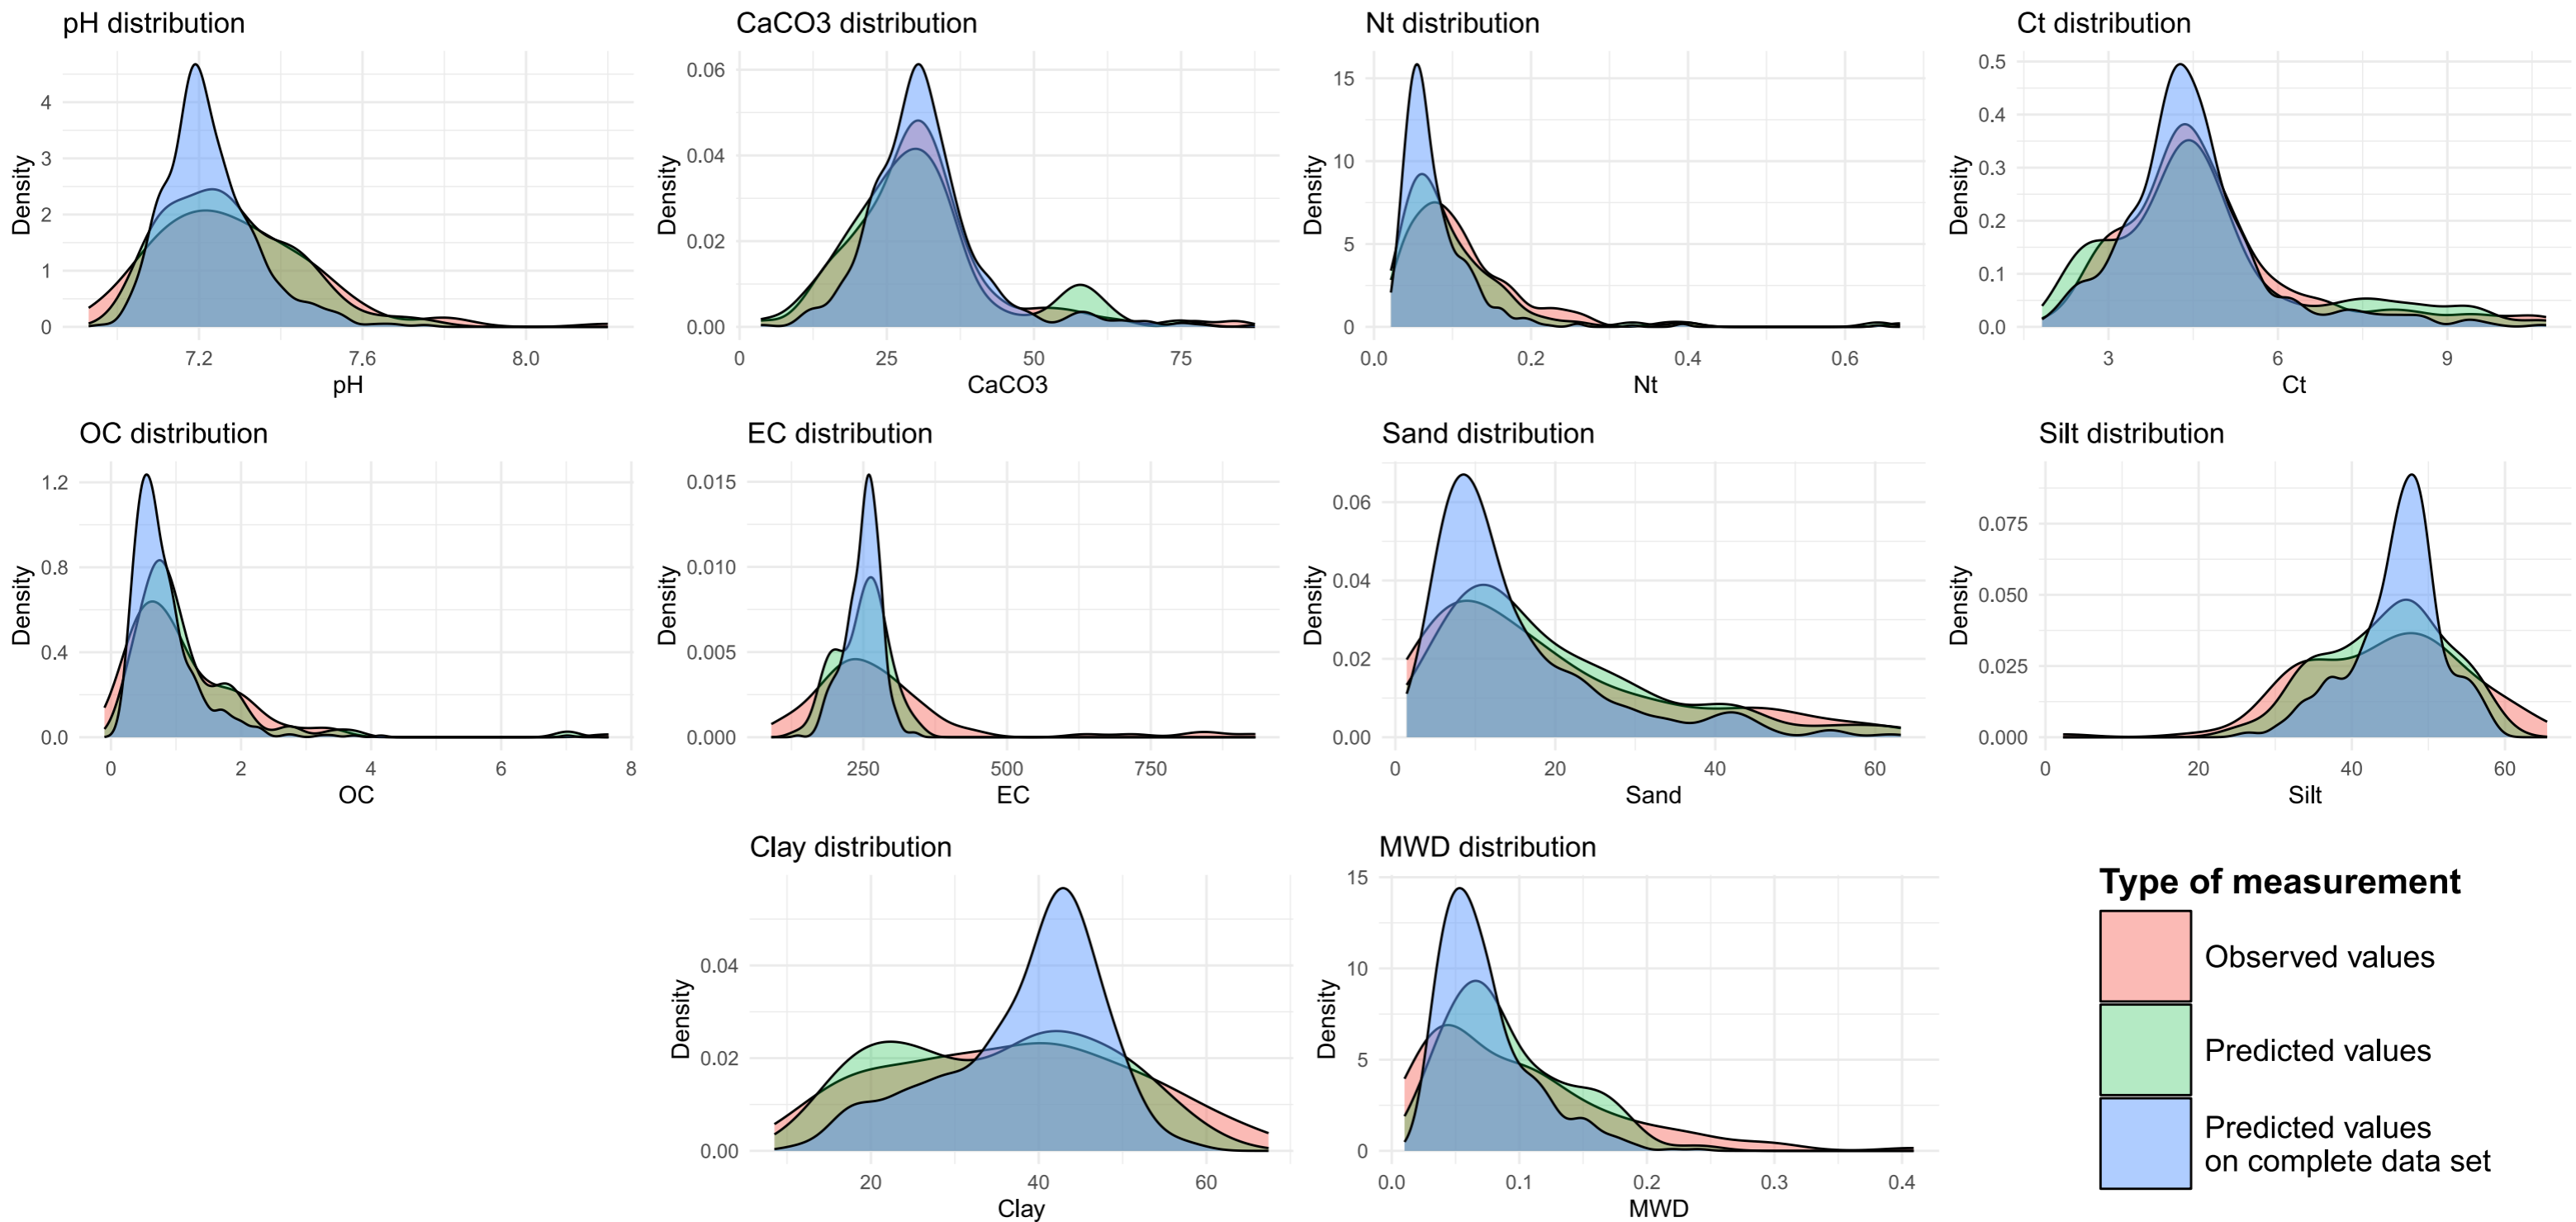 pH distribution
4
3
2
1
0
7.2 7.6 8.0
pH
Density
CaCO3 distribution
0.06
0.04
0.02
0.00
0 25 50 75
CaCO3
Density
Nt distribution
15
10
5
0
0.0 0.2 0.4 0.6
Nt
Density
Ct distribution
0.5
0.4
0.3
0.2
0.1
0.0
3 6 9
Ct
Density
OC distribution
1.2
0.8
0.4
0.0
0 2 4 6 8
OC
Density
EC distribution
0.015
0.010
0.005
0.000
250 500 750
EC
Density
Sand distribution
0.06
0.04
0.02
0.00
0 20 40 60
Sand
Density
Silt distribution
0.075
0.050
0.025
0.000
0 20 40 60
Silt
Density
Clay distribution
0.04
0.02
0.00
20 40 60
Clay
Density
MWD distribution
15
10
5
0
0.0 0.1 0.2 0.3 0.4
MWD
Density
Type of measurement
Observed values
Predicted values
Predicted values
on complete data set